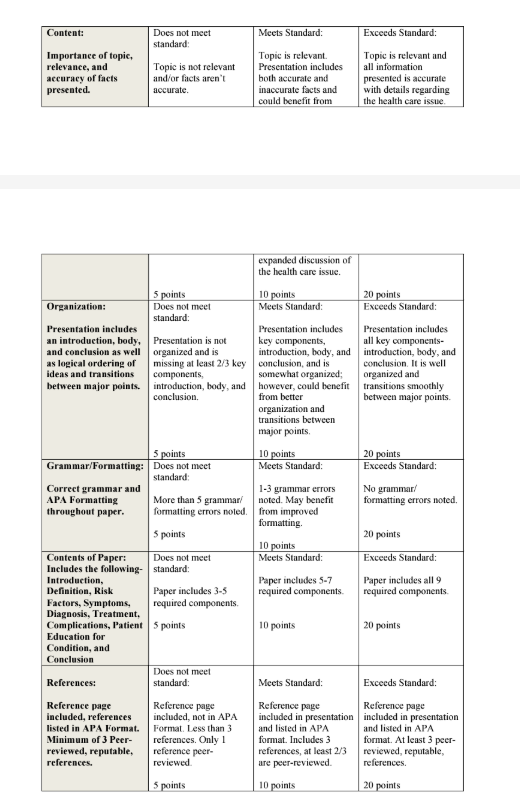 Content:
Importance of topic,
relevance, and
accuracy of facts
presented.
Does not meet
standard:
Topic is not relevant
and/or facts aren't
accurate.
Meets Standard:
Topic is relevant.
Presentation includes
both accurate and
inaccurate facts and
could benefit from
Exceeds Standard:
Topic is relevant and
all information
presented is accurate
with details regarding
the health care issue.
5 points
expanded discussion of
the health care issue.
10 points
20 points
Organization:
Presentation includes
an introduction, body,
and conclusion as well
as logical ordering of
ideas and transitions
between major points.
Does not meet
standard:
Presentation is not
organized and is
missing at least 2/3 key
components,
introduction, body, and
conclusion.
5 points
Meets Standard:
Presentation includes
key components,
introduction, body, and
conclusion, and is
somewhat organized;
however, could benefit
from better
organization and
transitions between
major points.
10 points
Exceeds Standard:
Presentation includes
all key components-
introduction, body, and
conclusion. It is well
organized and
transitions smoothly
between major points.
20 points
Grammar/Formatting:
Correct grammar and
APA Formatting
throughout paper.
Does not meet
standard:
More than 5 grammar/
formatting errors noted.
5 points
Meets Standard:
1-3 grammar errors
noted. May benefit
from improved
formatting.
10 points
Exceeds Standard:
No grammar/
formatting errors noted.
20 points
Contents of Paper:
Includes the following-
Introduction,
Definition, Risk
Factors, Symptoms,
Diagnosis, Treatment,
Complications, Patient
Education for
Condition, and
Conclusion
Does not meet
standard:
Paper includes 3-5
required components.
5 points
Meets Standard:
Paper includes 5-7
required components.
10 points
Exceeds Standard:
Paper includes all 9
required components.
20 points
References:
Reference page
included, references
listed in APA Format.
Minimum of 3 Peer-
reviewed, reputable,
references.
Does not meet
standard:
Reference page
included, not in APA
Format. Less than 3
references. Only 1
reference peer-
reviewed.
5 points
Meets Standard:
Reference page
included in presentation
and listed in APA
format. Includes 3
references, at least 2/3
are peer-reviewed.
10 points
Exceeds Standard:
Reference page
included in presentation
and listed in APA
format. At least 3 peer-
reviewed, reputable,
references.
20 points